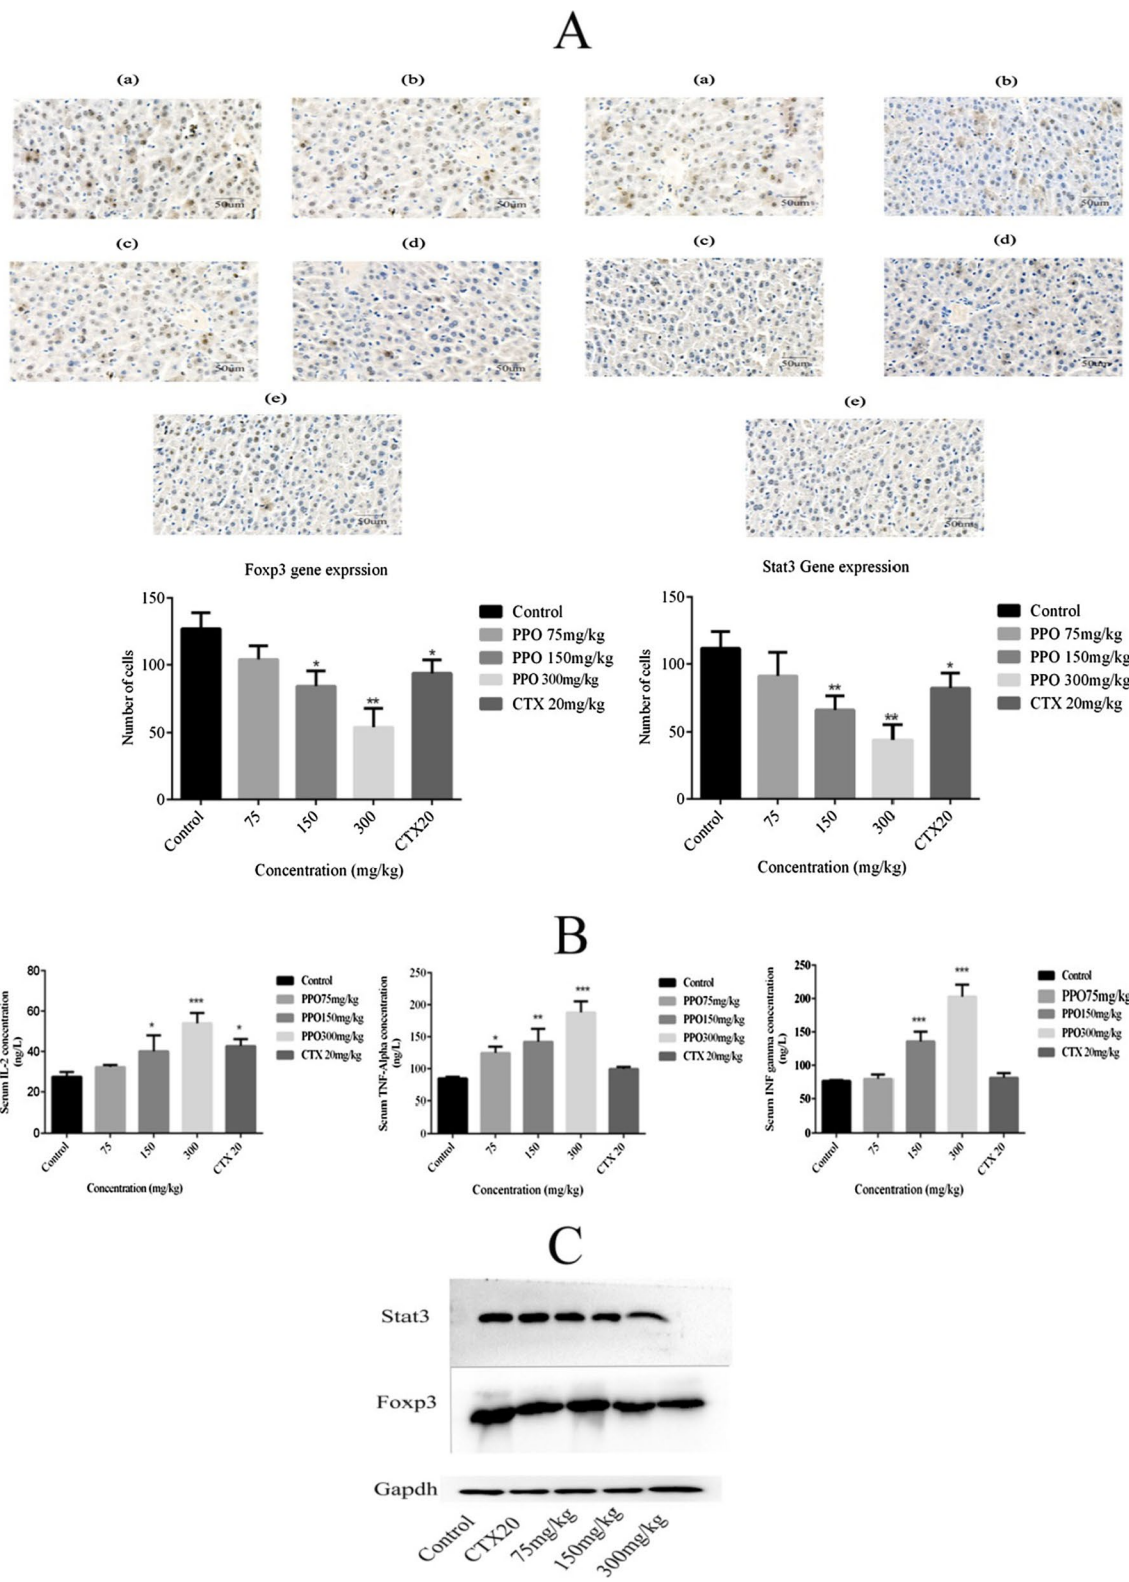 A
(a)
(b)
(a)
(b)
50um
50um
50um
50um
(c)
(d)
(c)
(d)
50um
50um
50um
50um
(e)
(e)
50um
50um
Foxp3 gene exprssion
150
100
50
0
Number of cells
Control
75
150
300
CTX20
Concentration (mg/kg)
*
**
*
Control
PPO 75mg/kg
PPO 150mg/kg
PPO 300mg/kg
CTX 20mg/kg
Stat3 Gene expression
150
100
50
0
Number of cells
Control
75
150
300
CTX20
Concentration (mg/kg)
**
**
*
Control
PPO 75mg/kg
PPO 150mg/kg
PPO 300mg/kg
CTX 20mg/kg
B
80
60
40
20
0
Serum IL-2 concentration
(ng/L)
*
***
*
Control
75
150
300
CTX 20
Concentration (mg/kg)
Control
PPO75mg/kg
PPO150mg/kg
PPO300mg/kg
CTX 20mg/kg
250
200
150
100
50
0
Serum TNF-Alpha concentration
(ng/L)
*
**
***
Control
75
150
300
CTX 20
Concentration (mg/kg)
Control
PPO75mg/kg
PPO150mg/kg
PPO300mg/kg
CTX 20mg/kg
250
200
150
100
50
0
Serum INF gamma concentration
(ng/L)
***
***
Control
75
150
300
CTX 20
Concentration (mg/kg)
Control
PPO75mg/kg
PPO150mg/kg
PPO300mg/kg
CTX 20mg/kg
C
Stat3
Foxp3
Gapdh
Control
CTX20
75mg/kg
150mg/kg
300mg/kg